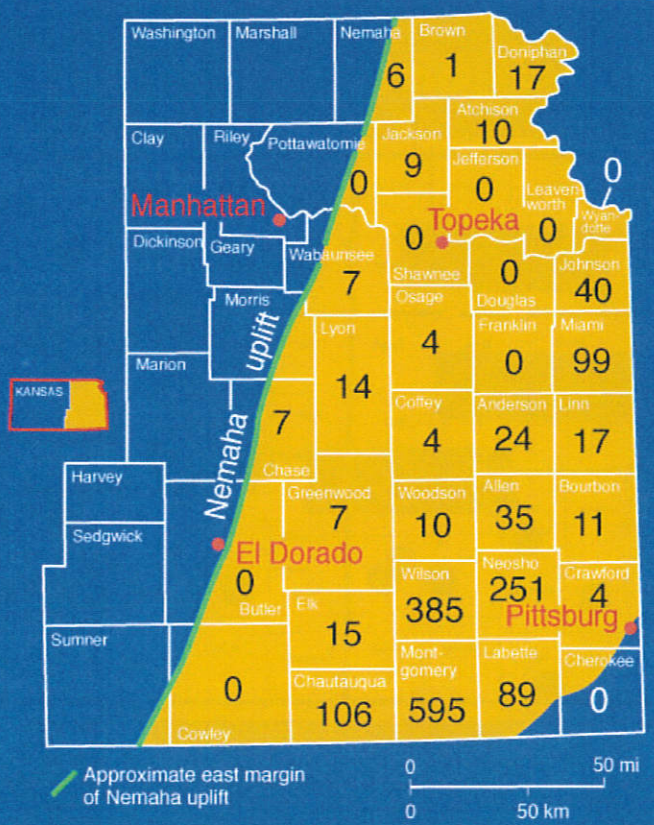 Washington
Marshall
Nemaha
6
Brown
1
Doniphan
17
Clay
Riley
Pottawatomie
0
Jackson
9
Atchison
10
Jefferson
0
Leaven-
worth
0
0
Wyan-
dotte
Manhattan
Topeka
0
Shawnee
Dickinson
Geary
Wabaunsee
7
0
Douglas
Johnson
40
Morris
Nemaha uplift
Lyon
14
Osage
4
Franklin
0
Miami
99
KANSAS
Marion
7
Chase
Coffey
4
Anderson
24
Linn
17
Harvey
Greenwood
7
Woodson
10
Allen
35
Bourbon
11
Sedgwick
El Dorado
0
Butler
Wilson
385
Neosho
251
Crawford
4
Pittsburg
Elk
15
Sumner
0
Cowley
Chautauqua
106
Mont-
gomery
595
Labette
89
Cherokee
0
Approximate east margin
of Nemaha uplift
0 50 mi
0 50 km